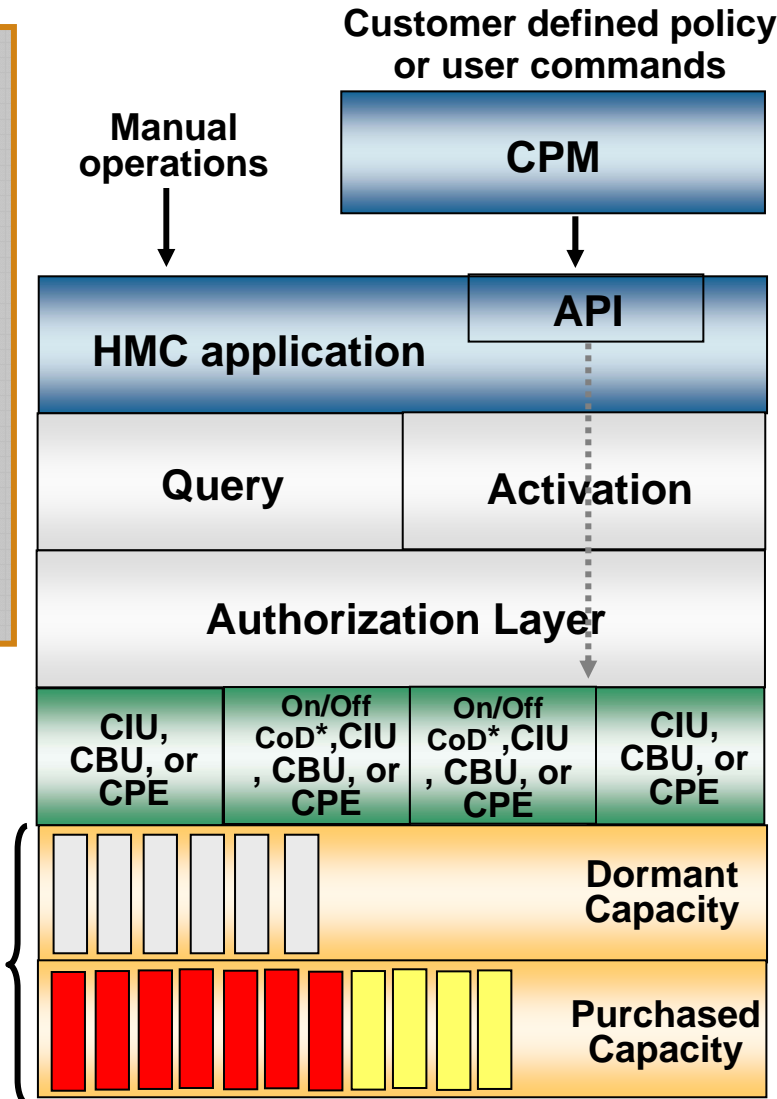 Customer defined policy
or user commands
Manual
operations
CPM
API
HMC application
Query
Activation
Authorization Layer
CIU,
CBU, or
CPE
On/Off
CoD*,CIU
, CBU, or
CPE
On/Off
CoD*,CIU
, CBU, or
CPE
CIU,
CBU, or
CPE
Dormant
Capacity
Purchased
Capacity